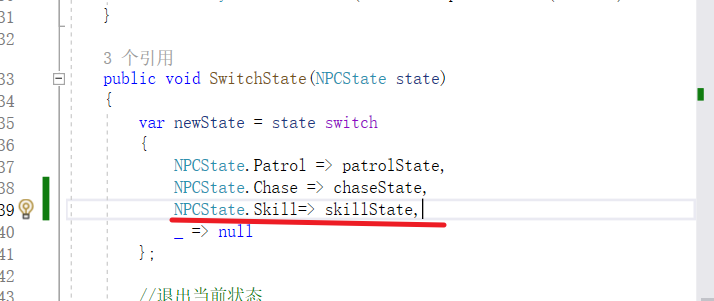 31
}
32
3 个引用
33
public void SwitchState(NPCState state)
34
{
35
var newState = state switch
36
{
37
NPCState.Patrol => patrolState,
38
NPCState.Chase => chaseState,
39
NPCState.Skill=> skillState,
40
_ => null
41
};
42
43
//退出当前状态